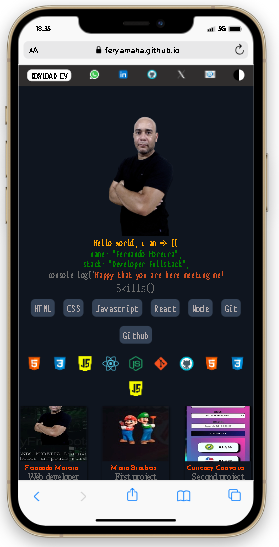 18:35
5G
AA
feryamaha.github.io
DOWNLOAD CV
Hello world, i am => [{
name: "Fernando Moreira",
stack: "Developer Fullstack",
console.log("Happy that you are here meeting me!
Skills()
HTML CSS Javascript React Node Git
Github
Fernando Moreira
Web developer
Mario Brothers
First project
Currency Converter
Second project